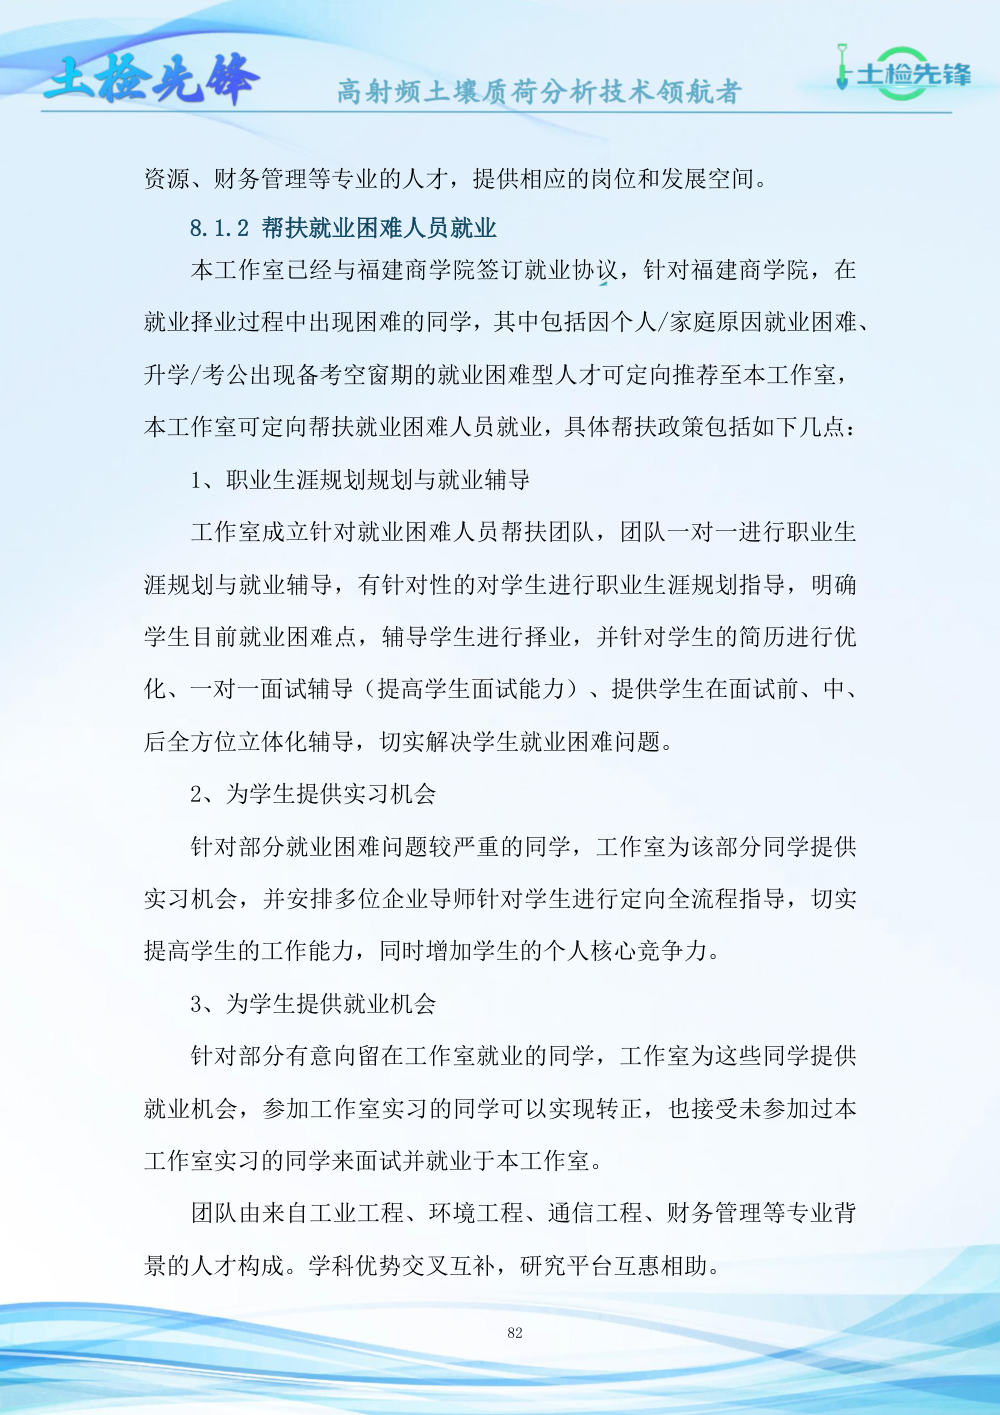 土检先锋
高射频土壤质荷分析技术领航者
土检先锋
资源、财务管理等专业的人才，提供相应的岗位和发展空间。
8.1.2 帮扶就业困难人员就业
本工作室已经与福建商学院签订就业协议，针对福建商学院，在
就业择业过程中出现困难的同学，其中包括因个人/家庭原因就业困难、
升学/考公出现备考空窗期的就业困难型人才可定向推荐至本工作室，
本工作室可定向帮扶就业困难人员就业，具体帮扶政策包括如下几点：
1、职业生涯规划规划与就业辅导
工作室成立针对就业困难人员帮扶团队，团队一对一进行职业生
涯规划与就业辅导，有针对性的对学生进行职业生涯规划指导，明确
学生目前就业困难点，辅导学生进行择业，并针对学生的简历进行优
化、一对一面试辅导（提高学生面试能力）、提供学生在面试前、中、
后全方位立体化辅导，切实解决学生就业困难问题。
2、为学生提供实习机会
针对部分就业困难问题较严重的同学，工作室为该部分同学提供
实习机会，并安排多位企业导师针对学生进行定向全流程指导，切实
提高学生的工作能力，同时增加学生的个人核心竞争力。
3、为学生提供就业机会
针对部分有意向留在工作室就业的同学，工作室为这些同学提供
就业机会，参加工作室实习的同学可以实现转正，也接受未参加过本
工作室实习的同学来面试并就业于本工作室。
团队由来自工业工程、环境工程、通信工程、财务管理等专业背
景的人才构成。学科优势交叉互补，研究平台互惠相助。
82